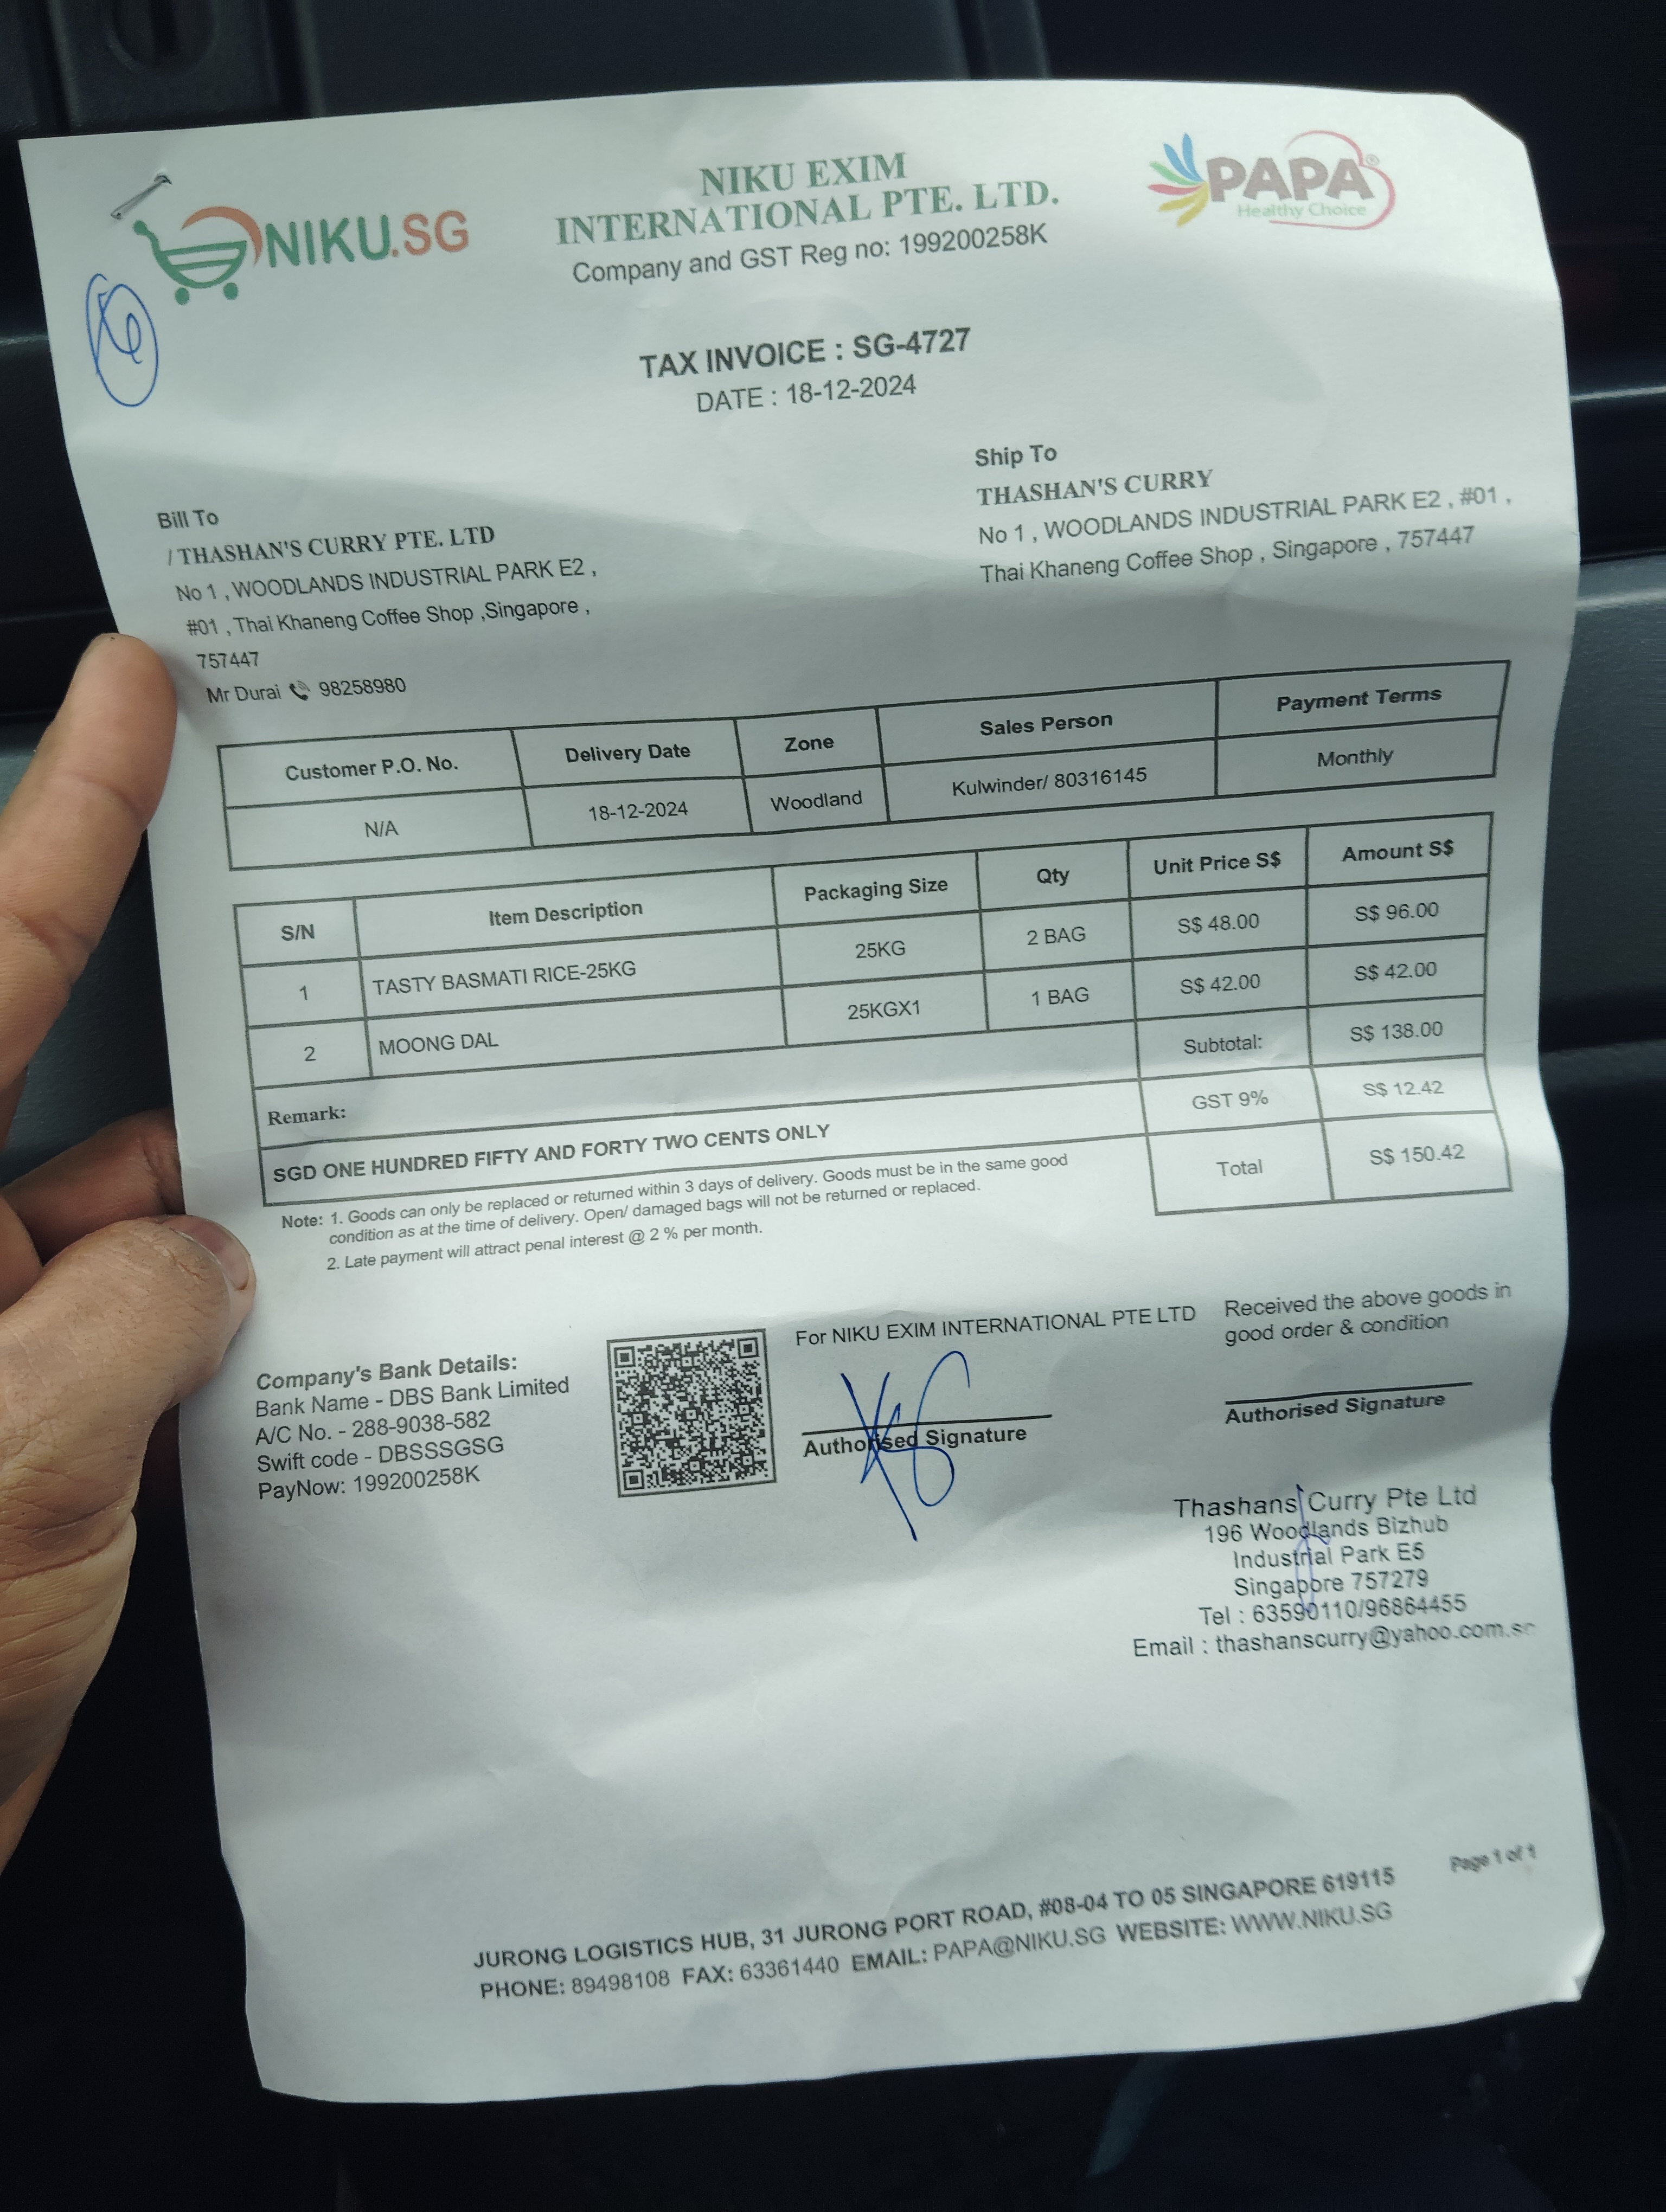 NIKU.SG
NIKU EXIM
INTERNATIONAL PTE. LTD.
Company and GST Reg no: 199200258K
PAPA®
Healthy Choice
TAX INVOICE : SG-4727
DATE : 18-12-2024
Bill To
/ THASHAN'S CURRY PTE. LTD
No 1 , WOODLANDS INDUSTRIAL PARK E2 ,
#01 , Thai Khaneng Coffee Shop ,Singapore ,
757447
Mr Durai 98258980
Ship To
THASHAN'S CURRY
No 1 , WOODLANDS INDUSTRIAL PARK E2 , #01 ,
Thai Khaneng Coffee Shop , Singapore , 757447
Customer P.O. No. Delivery Date Zone Sales Person Payment Terms
N/A 18-12-2024 Woodland Kulwinder/ 80316145 Monthly
S/N Item Description Packaging Size Qty Unit Price S$ Amount S$
1 TASTY BASMATI RICE-25KG 25KG 2 BAG S$ 48.00 S$ 96.00
2 MOONG DAL 25KGX1 1 BAG S$ 42.00 S$ 42.00
Remark: Subtotal: S$ 138.00
GST 9% S$ 12.42
SGD ONE HUNDRED FIFTY AND FORTY TWO CENTS ONLY Total S$ 150.42
Note: 1. Goods can only be replaced or returned within 3 days of delivery. Goods must be in the same good
condition as at the time of delivery. Open/ damaged bags will not be returned or replaced.
2. Late payment will attract penal interest @ 2 % per month.
Company's Bank Details:
Bank Name - DBS Bank Limited
A/C No. - 288-9038-582
Swift code - DBSSSGSG
PayNow: 199200258K
For NIKU EXIM INTERNATIONAL PTE LTD
Authorised Signature
Received the above goods in
good order & condition
Authorised Signature
Thashans Curry Pte Ltd
196 Woodlands Bizhub
Industrial Park E5
Singapore 757279
Tel : 63590110/96864455
Email : thashanscurry@yahoo.com.sg
Page 1 of 1
JURONG LOGISTICS HUB, 31 JURONG PORT ROAD, #08-04 TO 05 SINGAPORE 619115
PHONE: 89498108 FAX: 63361440 EMAIL: PAPA@NIKU.SG WEBSITE: WWW.NIKU.SG